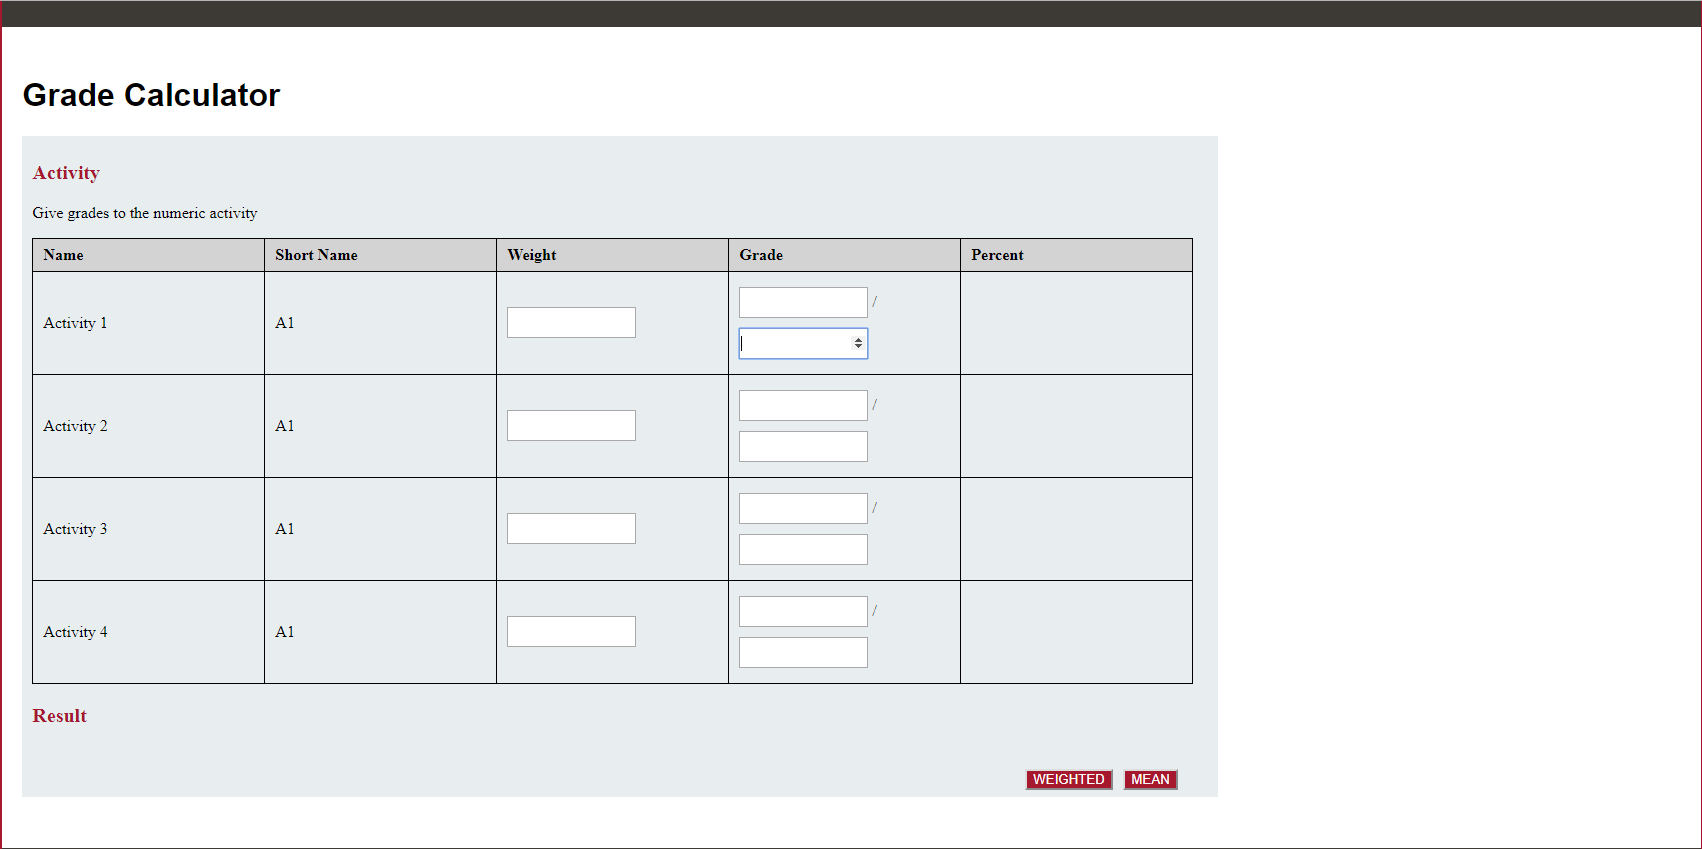 Grade Calculator
Activity
Give grades to the numeric activity
Name Short Name Weight Grade Percent
/
Activity 1 A1
/
Activity 2 A1
/
Activity 3 A1
/
Activity 4 A1
Result
WEIGHTED MEAN